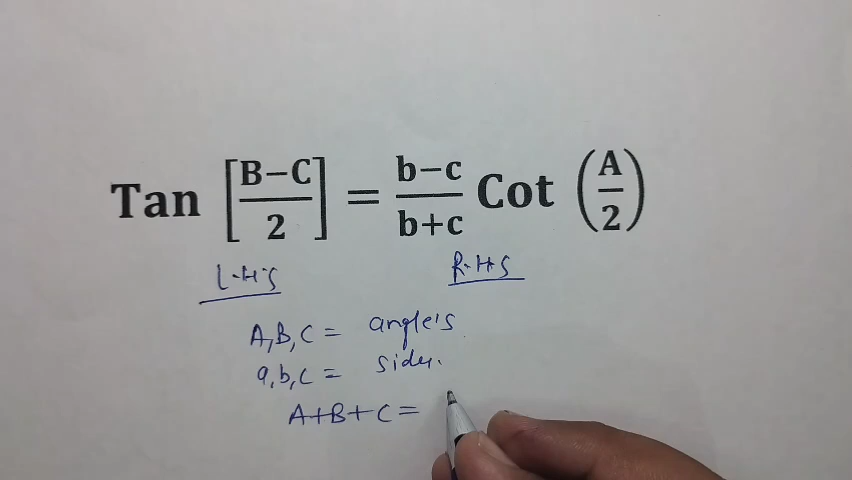 Tan [B−C/2] = b−c/b+c Cot (A/2)
L.H.S R.H.S
A,B,C = angle's
a,b,c = sides.
A+B+C =